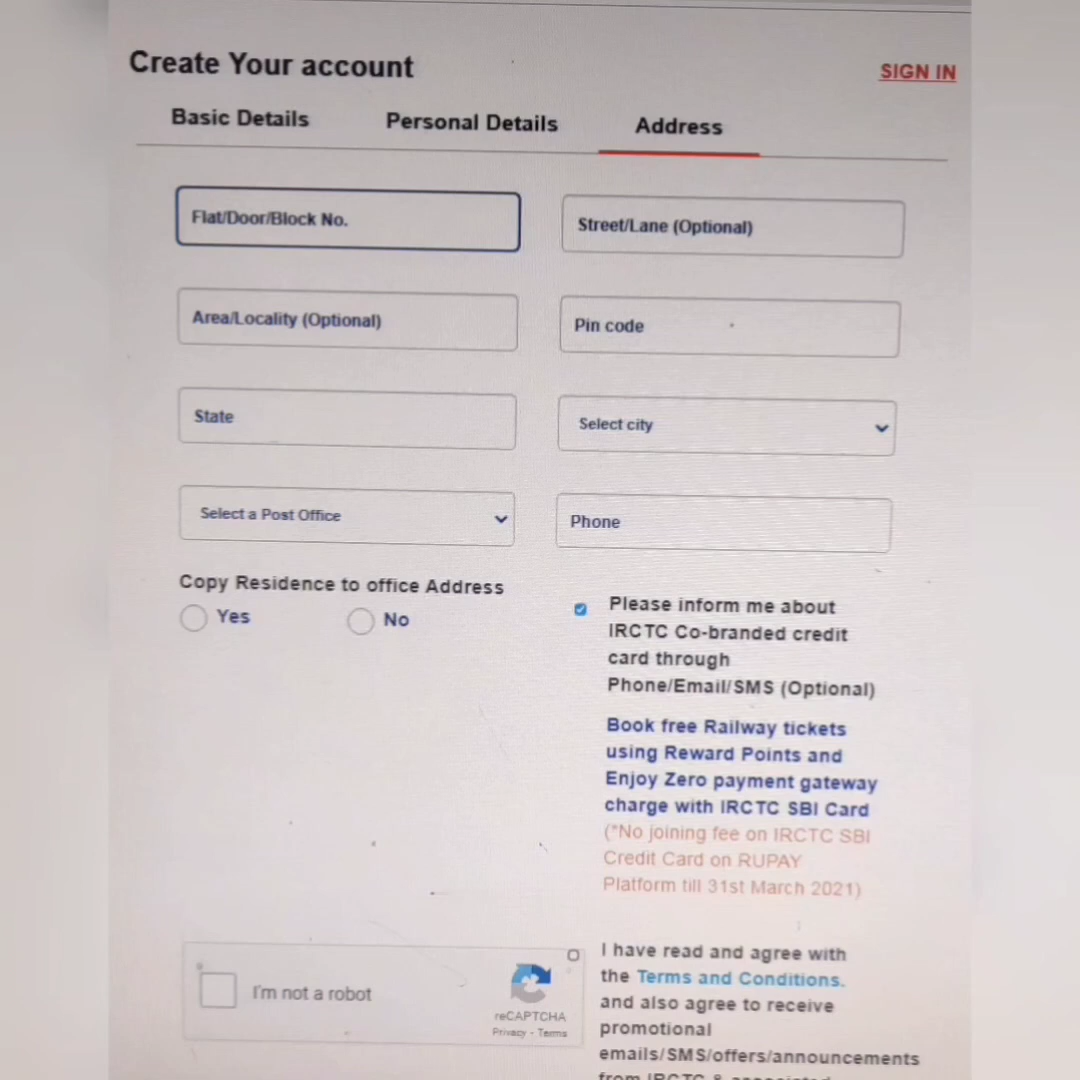 Create Your account
SIGN IN
Basic Details
Personal Details
Address
Flat/Door/Block No.
Street/Lane (Optional)
Area/Locality (Optional)
Pin code
State
Select city
Select a Post Office
Phone
Copy Residence to office Address
Yes
No
Please inform me about
IRCTC Co-branded credit
card through
Phone/Email/SMS (Optional)
Book free Railway tickets
using Reward Points and
Enjoy Zero payment gateway
charge with IRCTC SBI Card
(*No joining fee on IRCTC SBI
Credit Card on RUPAY
Platform till 31st March 2021)
I'm not a robot
reCAPTCHA
Privacy - Terms
I have read and agree with
the Terms and Conditions.
and also agree to receive
promotional
emails/SMS/offers/announcements
from IRCTC &